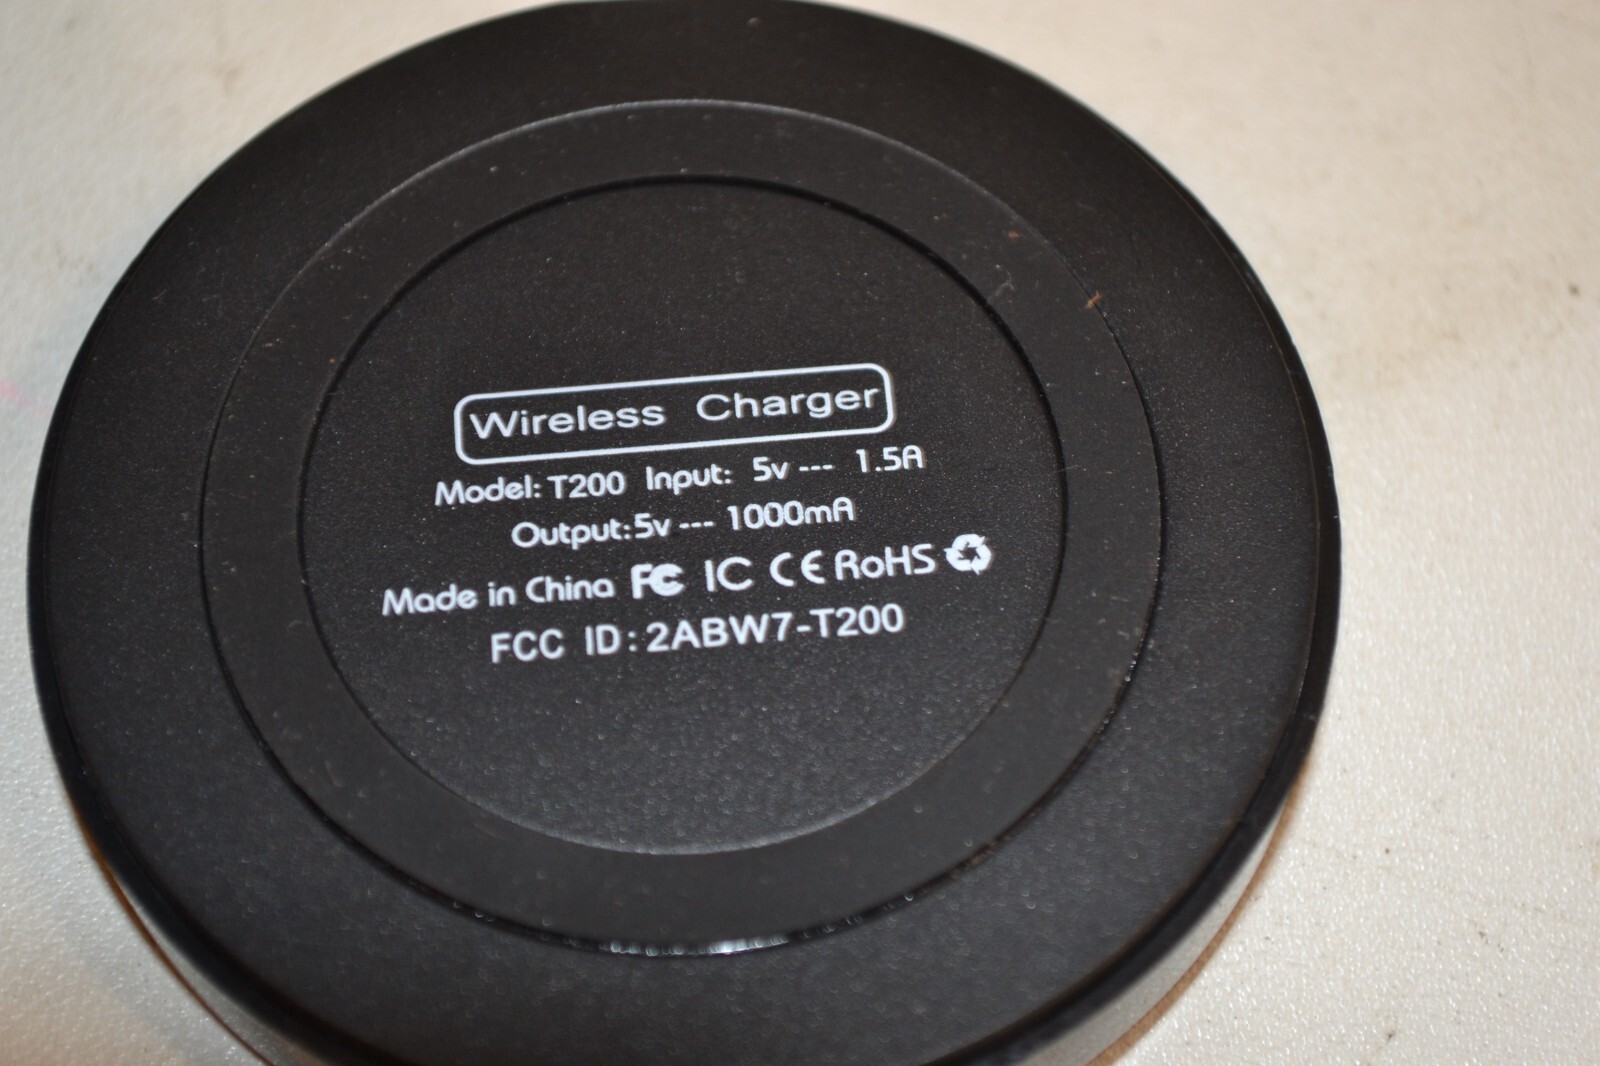 Wireless Charger
Model: T200 Input: 5v --- 1.5A
Output:5v --- 1000mA
Made in China FC IC CE RoHS
FCC ID: 2ABW7-T200